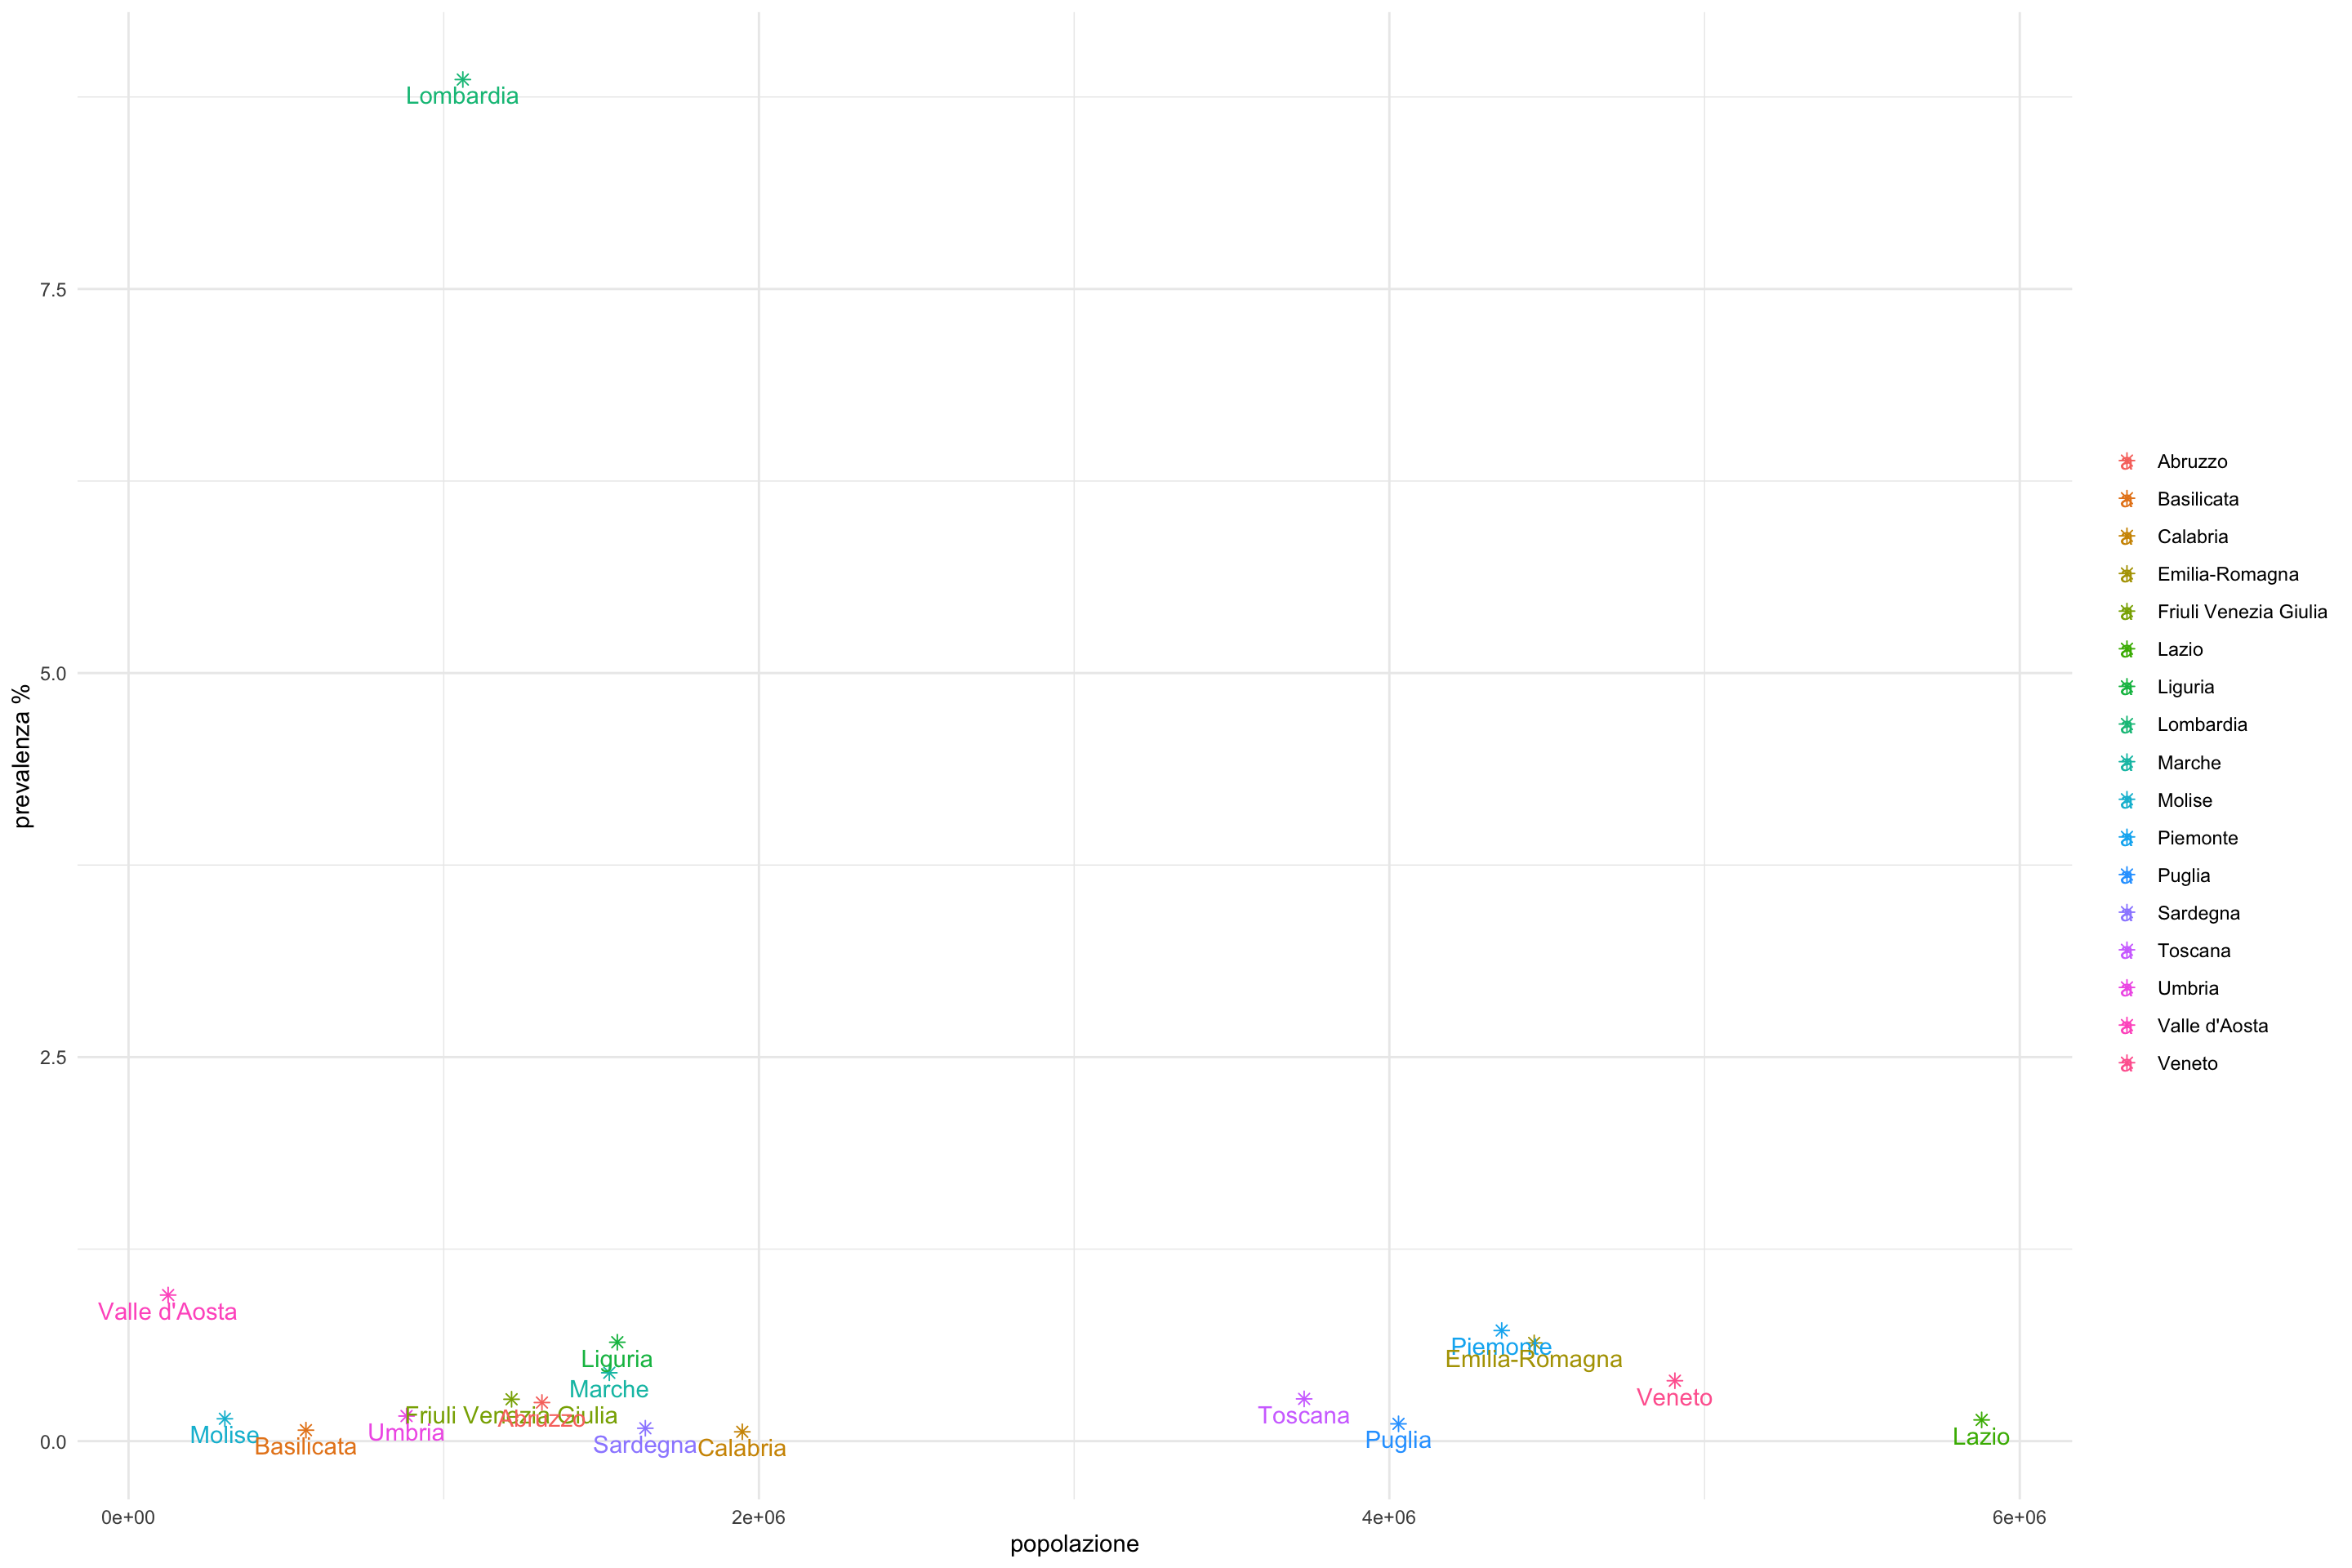 Lombardia
7.5
5.0
prevalenza %
2.5
Valle d'Aosta
Piemonte
Liguria
Emilia-Romagna
Marche
Veneto
Friuli Venezia Giulia
Toscana
Abruzzo
Umbria
Molise
Lazio
Puglia
0.0
Sardegna
Basilicata
Calabria
0e+00
2e+06
4e+06
6e+06
popolazione
a Abruzzo
a Basilicata
a Calabria
a Emilia-Romagna
a Friuli Venezia Giulia
a Lazio
a Liguria
a Lombardia
a Marche
a Molise
a Piemonte
a Puglia
a Sardegna
a Toscana
a Umbria
a Valle d'Aosta
a Veneto